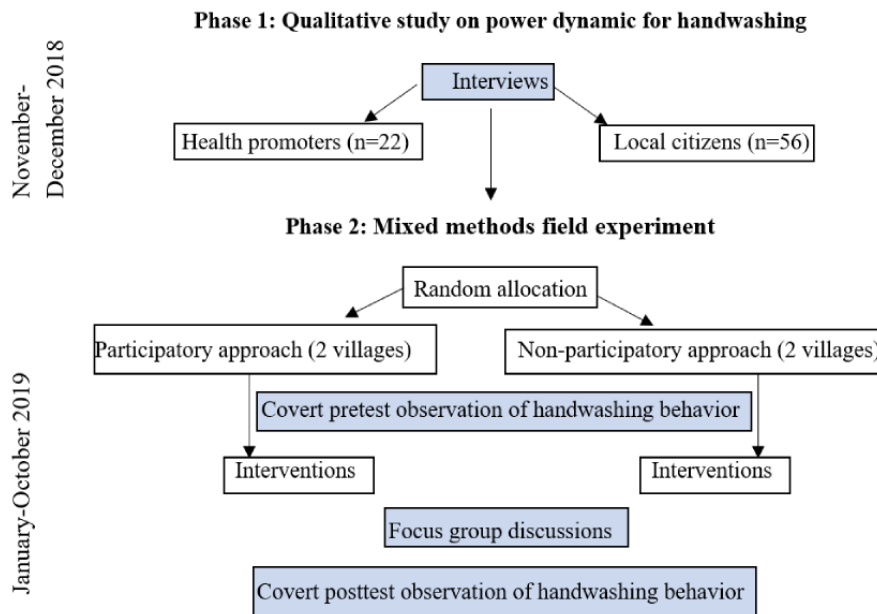 Phase 1: Qualitative study on power dynamic for handwashing
November-
December 2018
Interviews
Health promoters (n=22)
Local citizens (n=56)
Phase 2: Mixed methods field experiment
Random allocation
Participatory approach (2 villages)
Non-participatory approach (2 villages)
January-October 2019
Covert pretest observation of handwashing behavior
Interventions
Interventions
Focus group discussions
Covert posttest observation of handwashing behavior